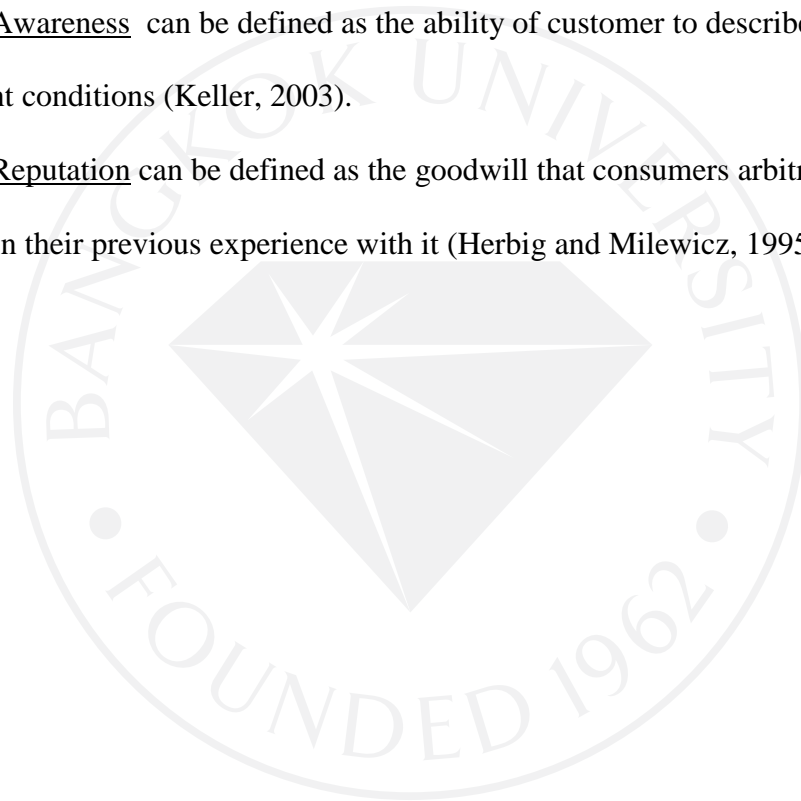 Awareness can be defined as the ability of customer to describe
nt conditions (Keller, 2003).
Reputation can be defined as the goodwill that consumers arbitr
n their previous experience with it (Herbig and Milewicz, 1995
BANGKOK UNIVERSITY
• FOUNDED 1962 •